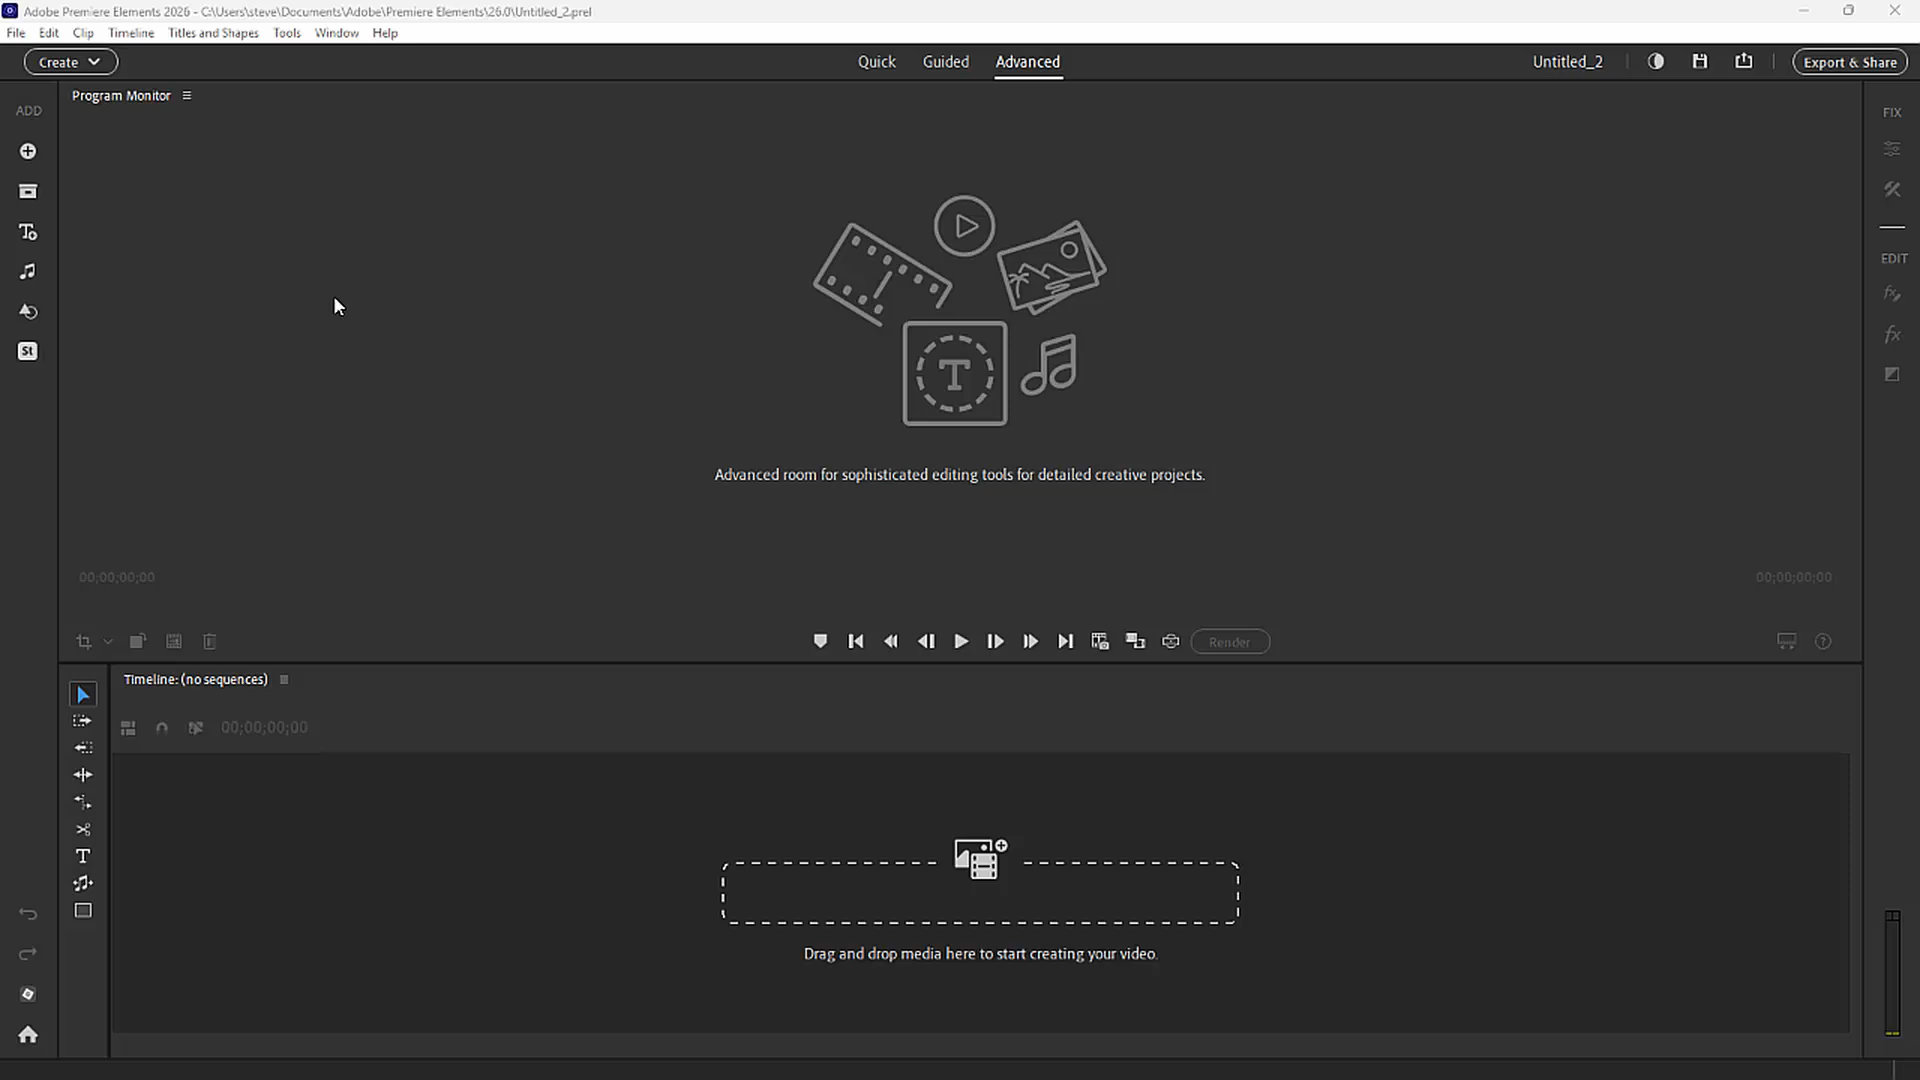 Adobe Premiere Elements 2026 - C:\Users\steve\Documents\Adobe\Premiere Elements\26.0\Untitled_2.prel
File Edit Clip Timeline Titles and Shapes Tools Window Help
Create Quick Guided Advanced Untitled_2 Export & Share
Program Monitor
ADD
FIX
T
St
EDIT
fx
fx
T
Advanced room for sophisticated editing tools for detailed creative projects.
00;00;00;00 00;00;00;00
Render
Timeline: (no sequences)
00;00;00;00
T
Drag and drop media here to start creating your video.